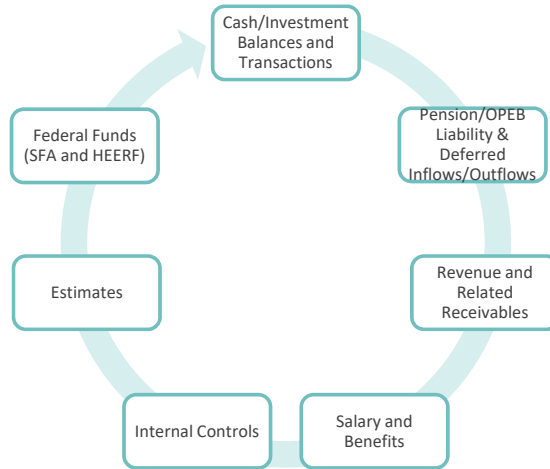 Cash/Investment
Balances and
Transactions
Pension/OPEB
Liability &
Deferred
Inflows/Outflows
Revenue and
Related
Receivables
Salary and
Benefits
Internal Controls
Estimates
Federal Funds
(SFA and HEERF)